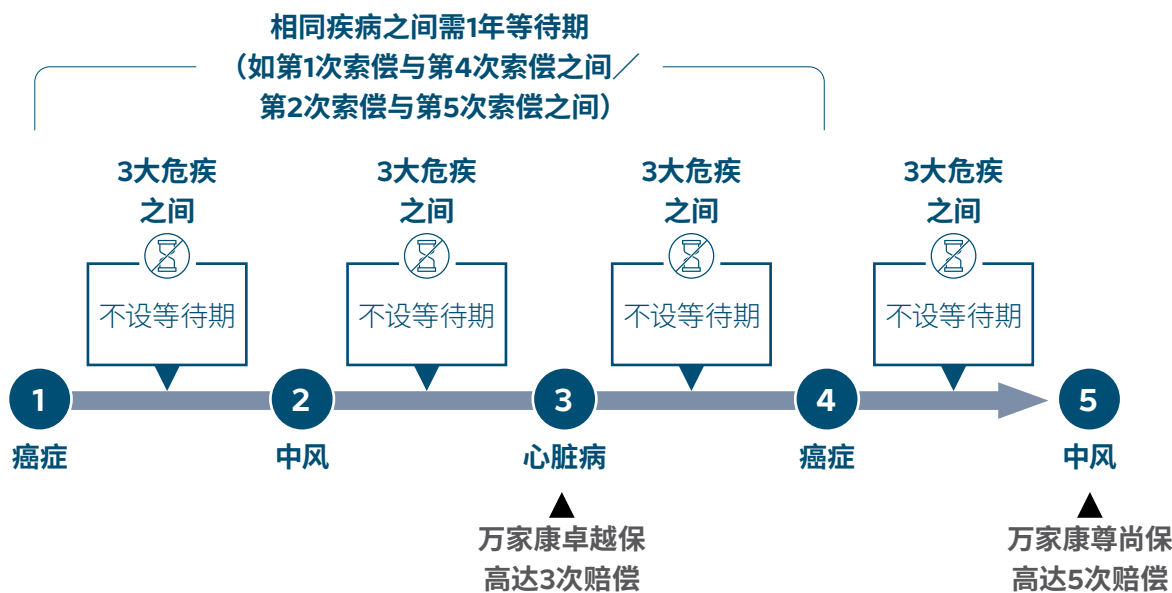 相同疾病之间需1年等待期
（如第1次索偿与第4次索偿之间／
第2次索偿与第5次索偿之间）
3大危疾
之间
不设等待期
3大危疾
之间
不设等待期
3大危疾
之间
不设等待期
3大危疾
之间
不设等待期
1
癌症
2
中风
3
心脏病
4
癌症
5
中风
万家康卓越保
高达3次赔偿
万家康尊尚保
高达5次赔偿